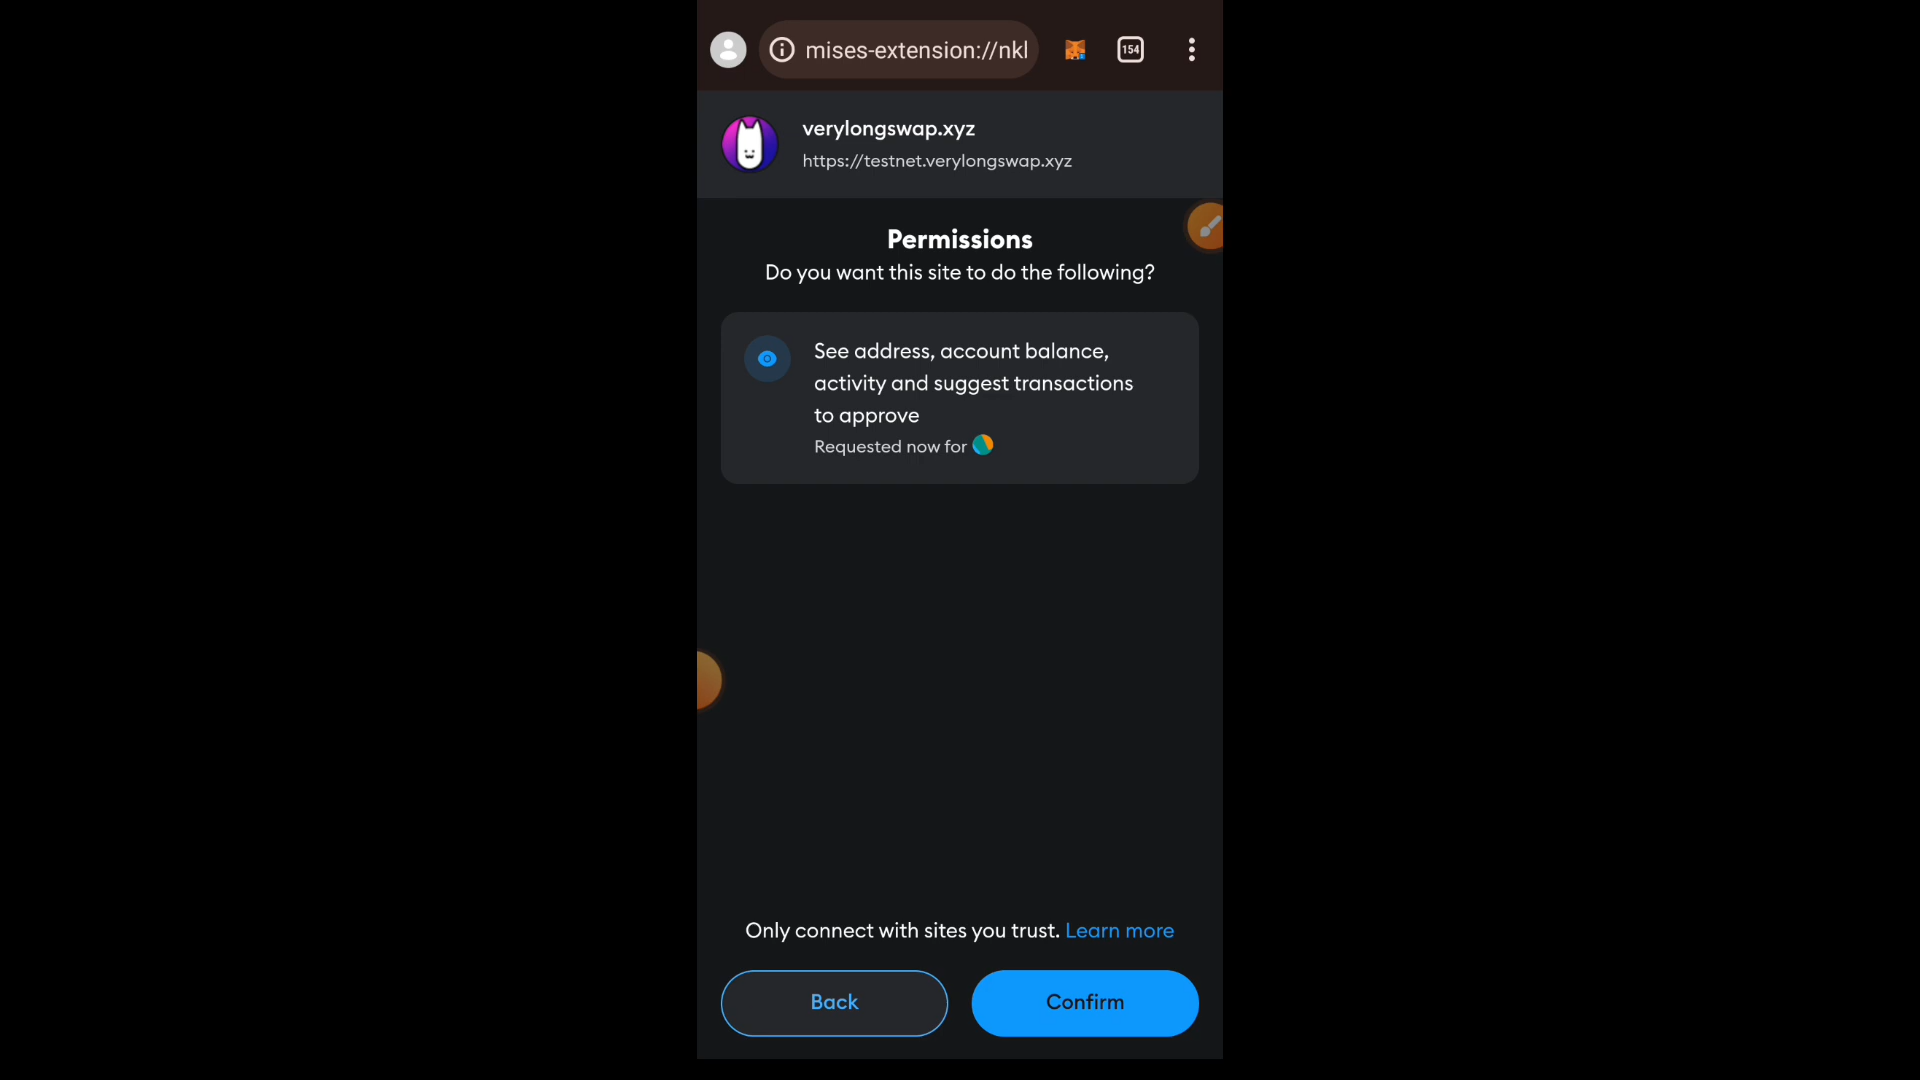 mises-extension://nkl
154
verylongswap.xyz
https://testnet.verylongswap.xyz
Permissions
Do you want this site to do the following?
See address, account balance,
activity and suggest transactions
to approve
Requested now for
Only connect with sites you trust. Learn more
Back
Confirm